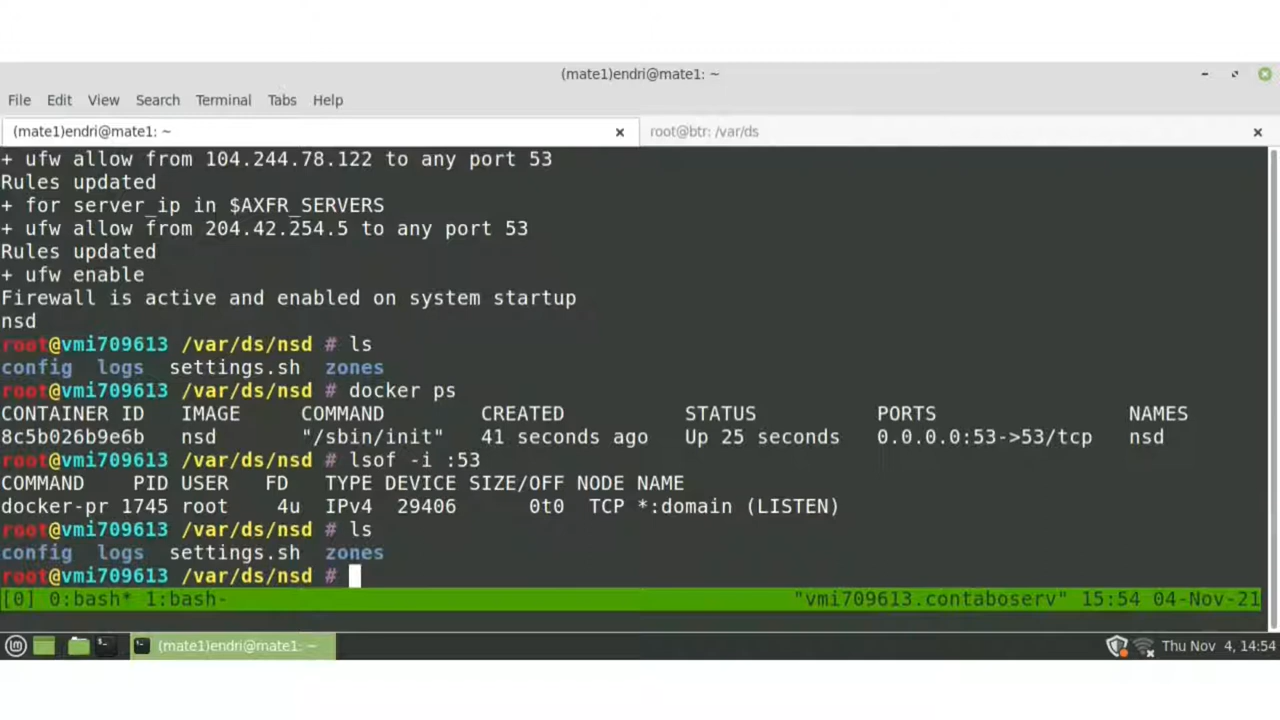 (mate1)endri@mate1: ~
File Edit View Search Terminal Tabs Help
(mate1)endri@mate1: ~ × root@btr: /var/ds ×
+ ufw allow from 104.244.78.122 to any port 53
Rules updated
+ for server_ip in $AXFR_SERVERS
+ ufw allow from 204.42.254.5 to any port 53
Rules updated
+ ufw enable
Firewall is active and enabled on system startup
nsd
root@vmi709613 /var/ds/nsd # ls
config logs settings.sh zones
root@vmi709613 /var/ds/nsd # docker ps
CONTAINER ID IMAGE COMMAND CREATED STATUS PORTS NAMES
8c5b026b9e6b nsd "/sbin/init" 41 seconds ago Up 25 seconds 0.0.0.0:53->53/tcp nsd
root@vmi709613 /var/ds/nsd # lsof -i :53
COMMAND PID USER FD TYPE DEVICE SIZE/OFF NODE NAME
docker-pr 1745 root 4u IPv4 29406 0t0 TCP *:domain (LISTEN)
root@vmi709613 /var/ds/nsd # ls
config logs settings.sh zones
root@vmi709613 /var/ds/nsd #
[0] 0:bash* 1:bash- "vmi709613.contaboserv" 15:54 04-Nov-21
(mate1)endri@mate1: ~ Thu Nov 4, 14:54